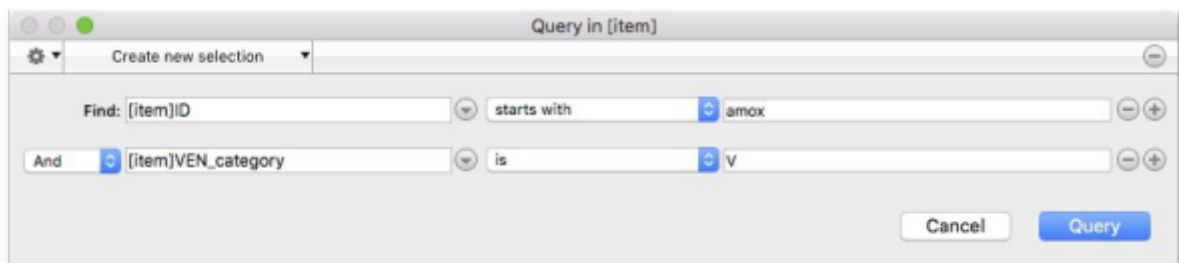 Query in [item]
Create new selection
Find: [item]ID starts with amox
And [item]VEN_category is V
Cancel Query